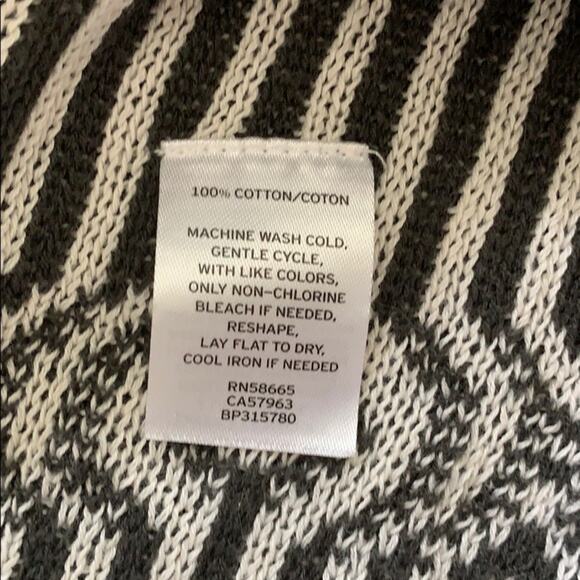 100% COTTON/COTON
MACHINE WASH COLD,
GENTLE CYCLE,
WITH LIKE COLORS,
ONLY NON-CHLORINE
BLEACH IF NEEDED,
RESHAPE,
LAY FLAT TO DRY,
COOL IRON IF NEEDED
RN58665
CA57963
BP315780